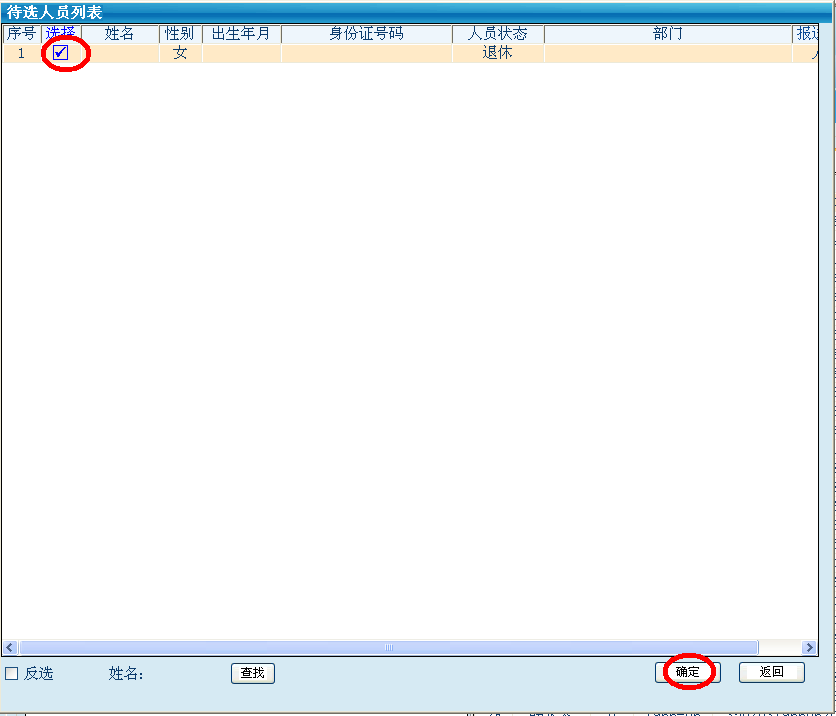 待选人员列表
序号 选择 姓名 性别 出生年月 身份证号码 人员状态 部门
1 女 退休
反选 姓名: 查找 确定 返回